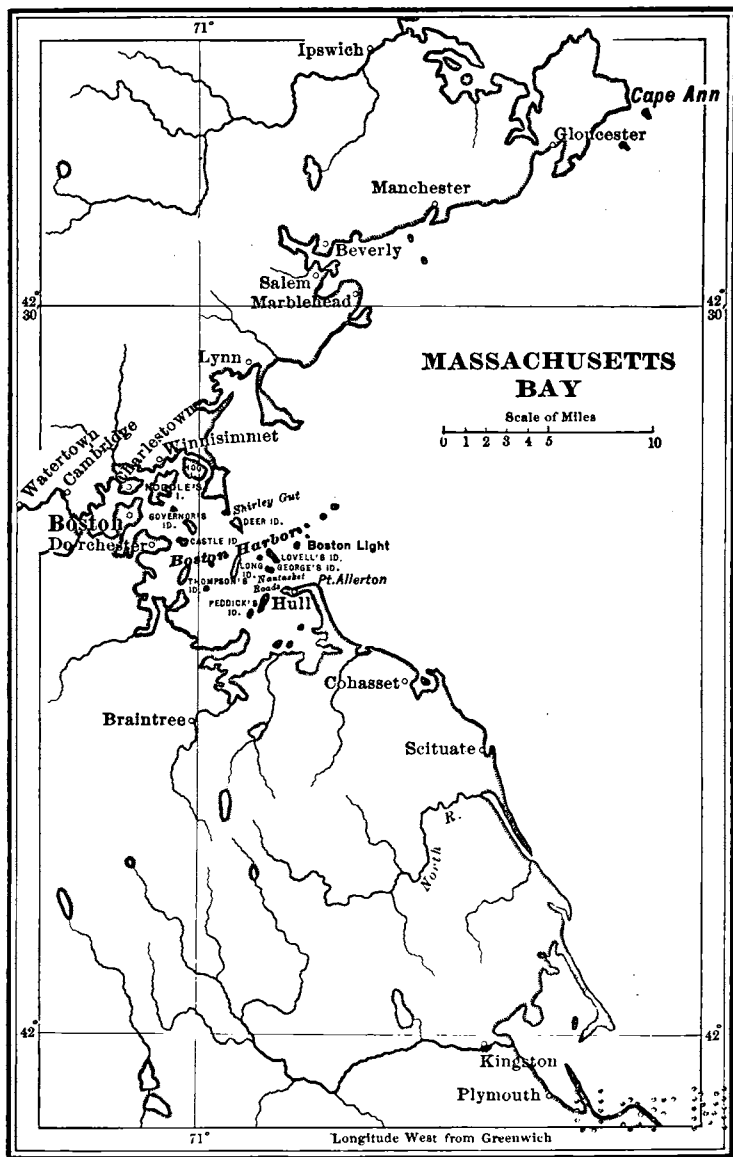 71°
Ipswich
Cape Ann
Gloucester
Manchester
Beverly
Salem
Marblehead
42°
30'
42°
30'
Lynn
MASSACHUSETTS
BAY
Scale of Miles
0 1 2 3 4 5 10
Watertown
Cambridge
Charlestown
Winnisimmet
HOG
I.
NODDLE'S
I.
Shirley Gut
GOVERNOR'S
ID.
DEER ID.
Boston
Dorchester
CASTLE ID.
Boston Harbor
Boston Light
LOVELL'S ID.
LONG
ID.
GEORGE'S ID.
THOMPSON'S
ID.
Nantasket
Roads
Pt. Allerton
PEDDICK'S
ID.
Hull
Cohasset
Braintree
Scituate
North R.
42°
42°
Kingston
Plymouth
71°
Longitude West from Greenwich